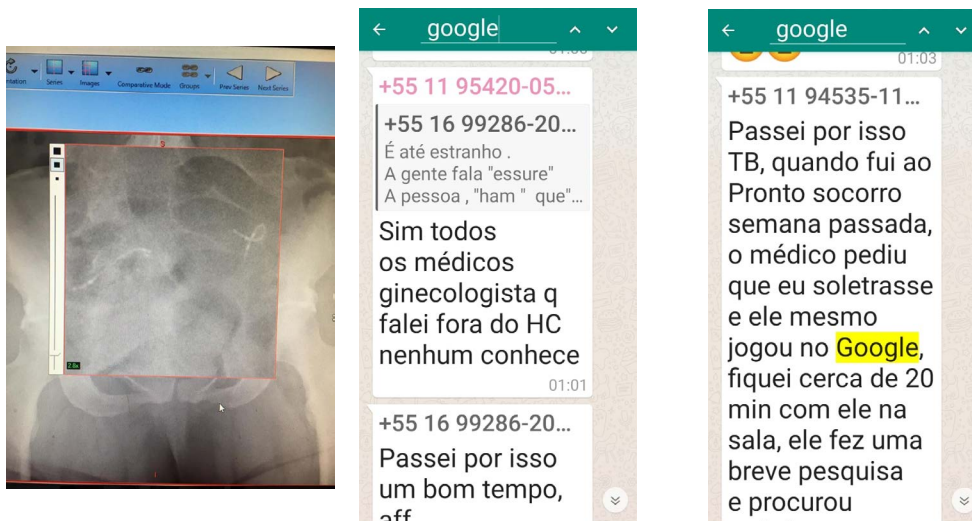 Series
Images
Comparative Mode
Groups
Prev Series
Next Series
2.0x
google
+55 11 95420-05...
+55 16 99286-20...
É até estranho .
A gente fala "essure"
A pessoa , "ham " que"...
Sim todos
os médicos
ginecologista q
falei fora do HC
nenhum conhece
01:01
+55 16 99286-20...
Passei por isso
um bom tempo,
aff
google
01:03
+55 11 94535-11...
Passei por isso
TB, quando fui ao
Pronto socorro
semana passada,
o médico pediu
que eu soletrasse
e ele mesmo
jogou no Google,
fiquei cerca de 20
min com ele na
sala, ele fez uma
breve pesquisa
e procurou